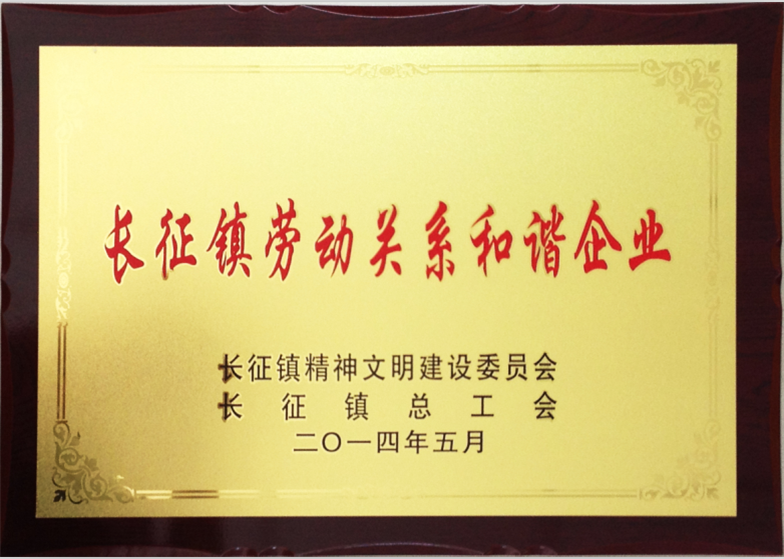 长征镇劳动关系和谐企业
长征镇精神文明建设委员会
长征镇总工会
二〇一四年五月